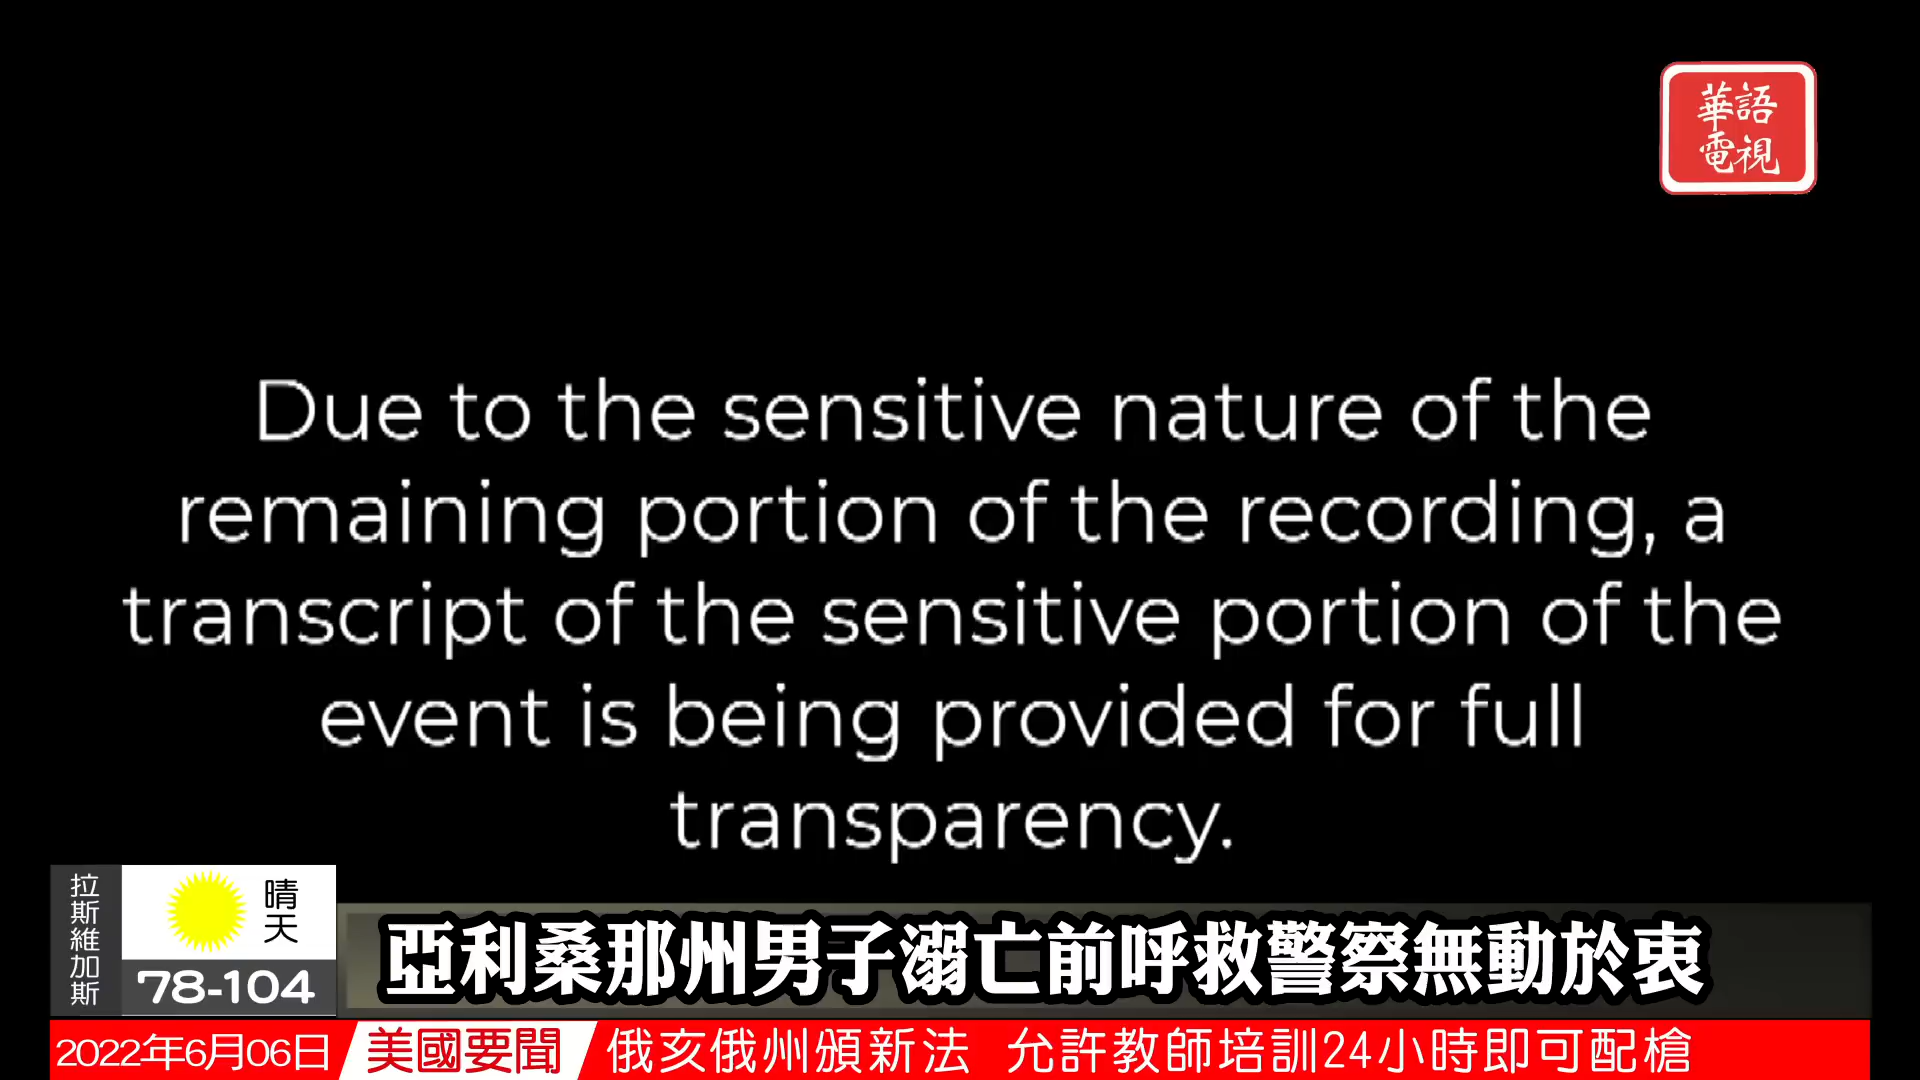 華語
電視
Due to the sensitive nature of the
remaining portion of the recording, a
transcript of the sensitive portion of the
event is being provided for full
transparency.
拉斯維加斯
晴天
78-104
亞利桑那州男子溺亡前呼救警察無動於衷
2022年6月06日
美國要聞
俄亥俄州頒新法 允許教師培訓24小時即可配槍